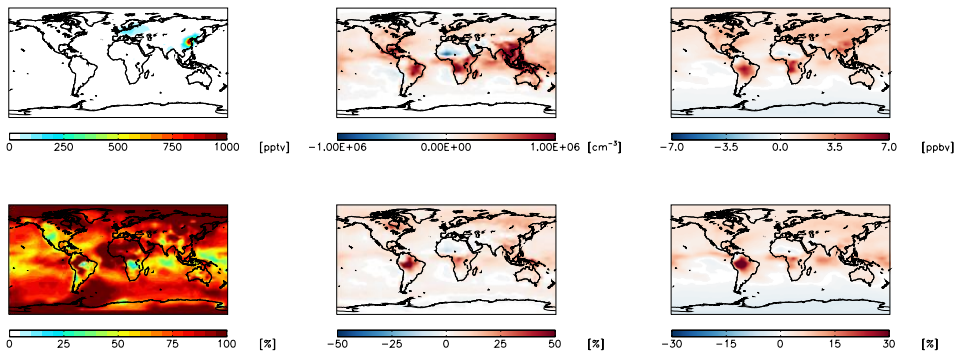 0 250 500 750 1000 [pptv]
-1.00E+06 0.00E+00 1.00E+06 [cm⁻³]
-7.0 -3.5 0.0 3.5 7.0 [ppbv]
0 25 50 75 100 [%]
-50 -25 0 25 50 [%]
-30 -15 0 15 30 [%]